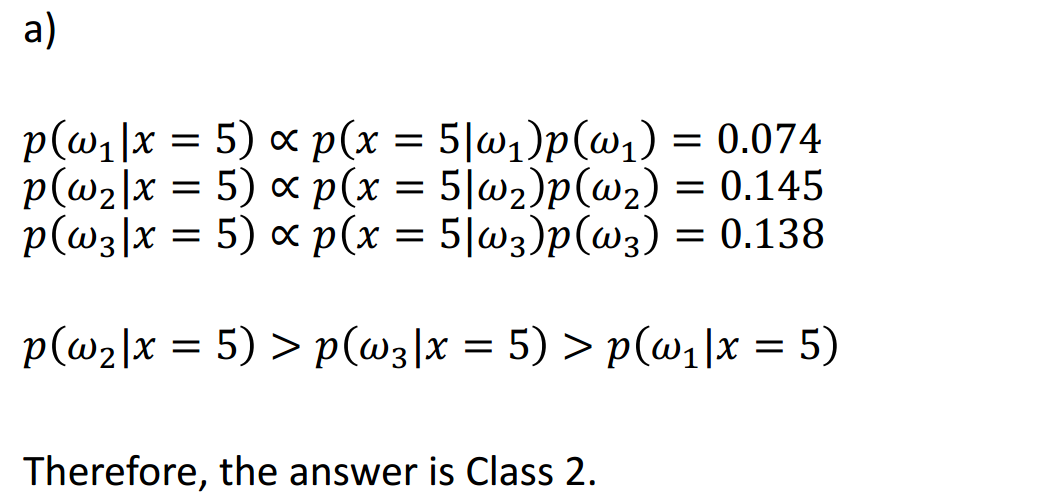 a)
p(ω₁|x = 5) ∝ p(x = 5|ω₁)p(ω₁) = 0.074
p(ω₂|x = 5) ∝ p(x = 5|ω₂)p(ω₂) = 0.145
p(ω₃|x = 5) ∝ p(x = 5|ω₃)p(ω₃) = 0.138
p(ω₂|x = 5) > p(ω₃|x = 5) > p(ω₁|x = 5)
Therefore, the answer is Class 2.